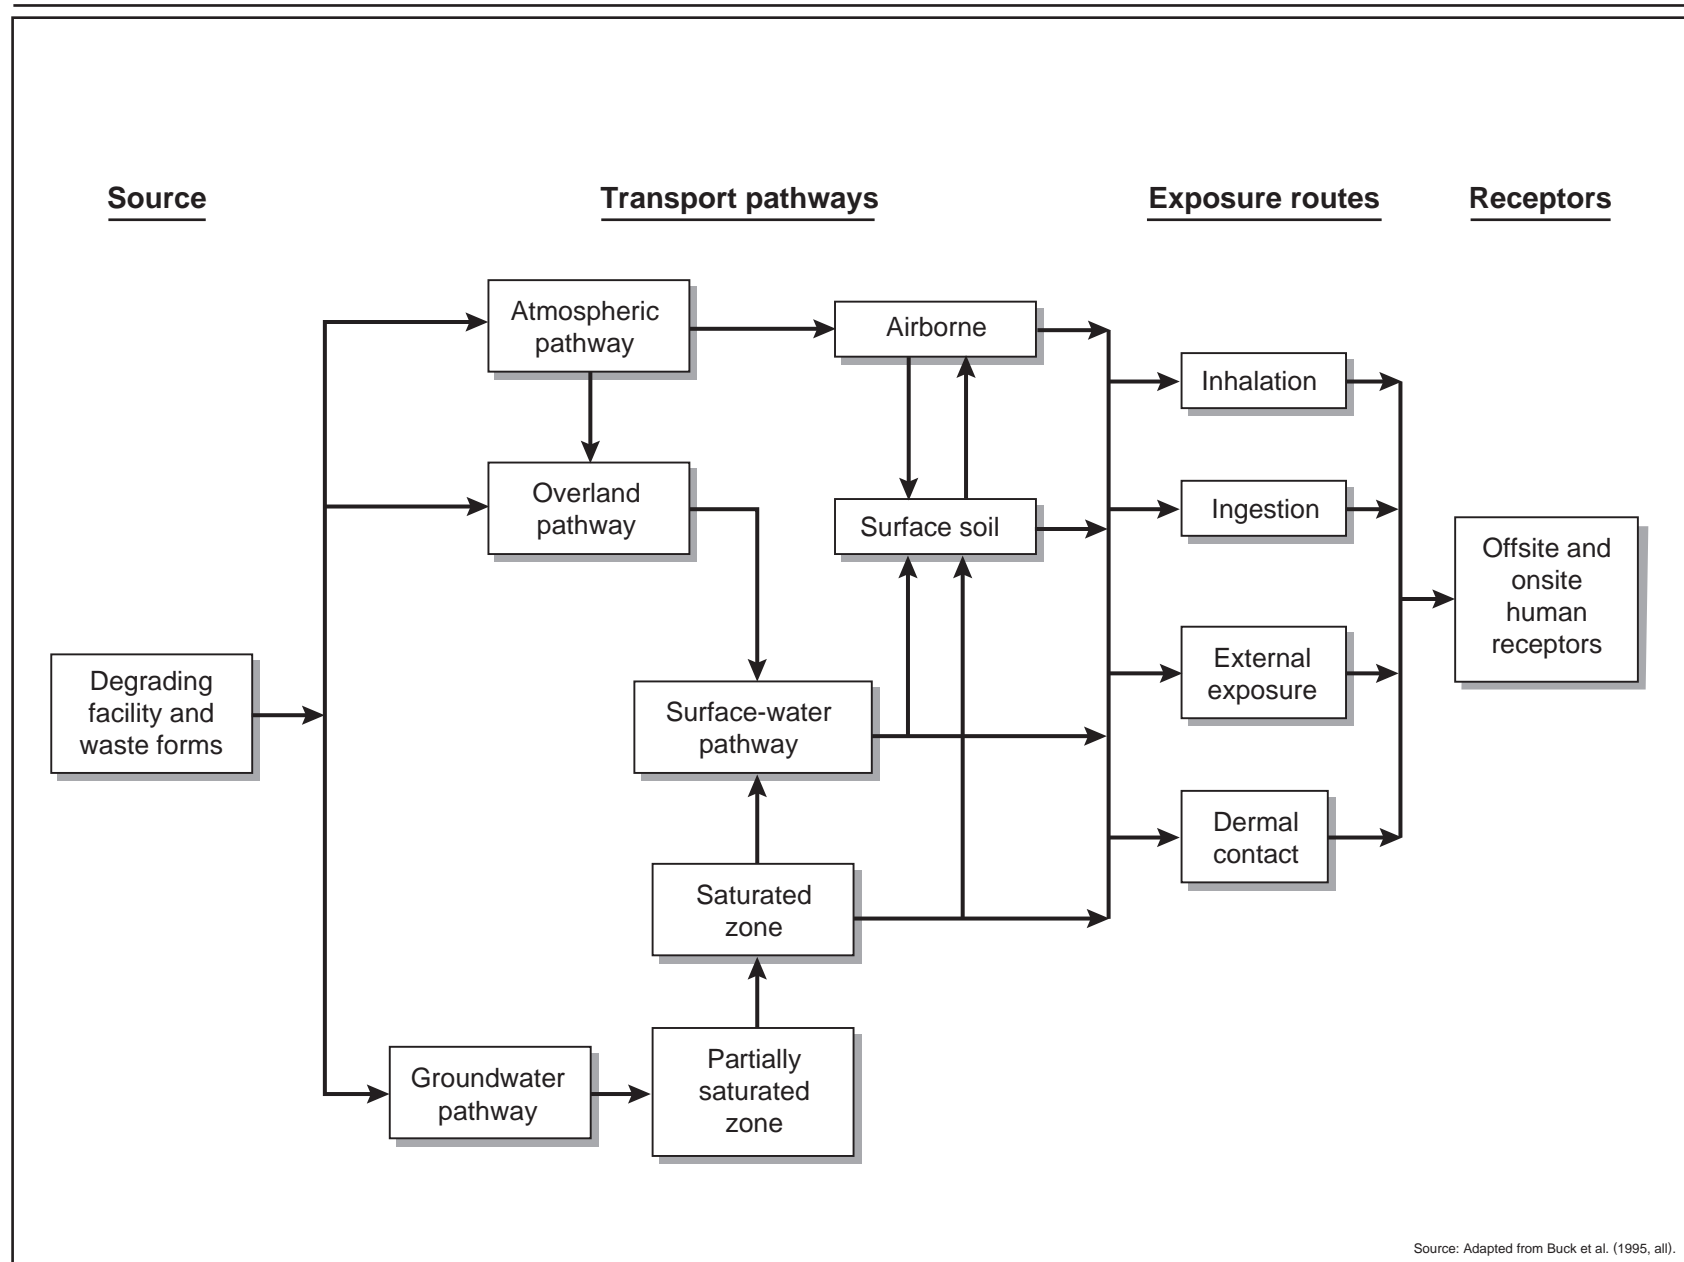 Source
Transport pathways
Exposure routes
Receptors
Atmospheric
pathway
Airborne
Inhalation
Overland
pathway
Surface soil
Ingestion
Offsite and
onsite
human
receptors
Degrading
facility and
waste forms
Surface-water
pathway
External
exposure
Saturated
zone
Dermal
contact
Groundwater
pathway
Partially
saturated
zone
Source: Adapted from Buck et al. (1995, all).